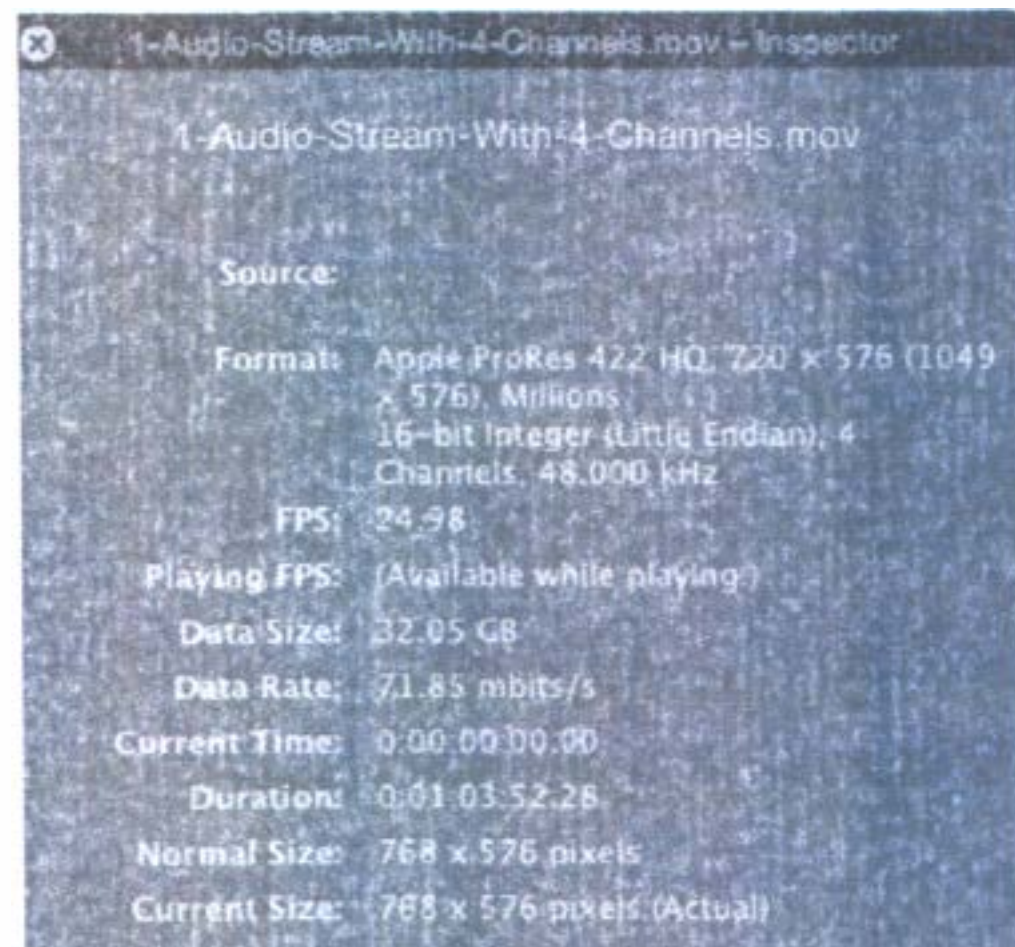 1-Audio-Stream-With-4-Channels.mov – Inspector
1-Audio-Stream-With-4-Channels.mov
Source:
Format: Apple ProRes 422 HQ, 720 x 576 (1049
x 576), Millions
16-bit Integer (Little Endian), 4
Channels, 48.000 kHz
FPS: 24.98
Playing FPS: (Available while playing.)
Data Size: 32.05 GB
Data Rate: 71.85 mbits/s
Current Time: 0:00:00:00.00
Duration: 0:01:03:52.28
Normal Size: 768 x 576 pixels
Current Size: 768 x 576 pixels (Actual)